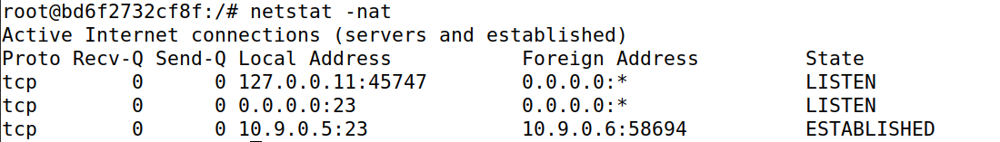 root@bd6f2732cf8f:/# netstat -nat
Active Internet connections (servers and established)
Proto Recv-Q Send-Q Local Address           Foreign Address         State
tcp        0      0 127.0.0.11:45747        0.0.0.0:*               LISTEN
tcp        0      0 0.0.0.0:23              0.0.0.0:*               LISTEN
tcp        0      0 10.9.0.5:23             10.9.0.6:58694          ESTABLISHED